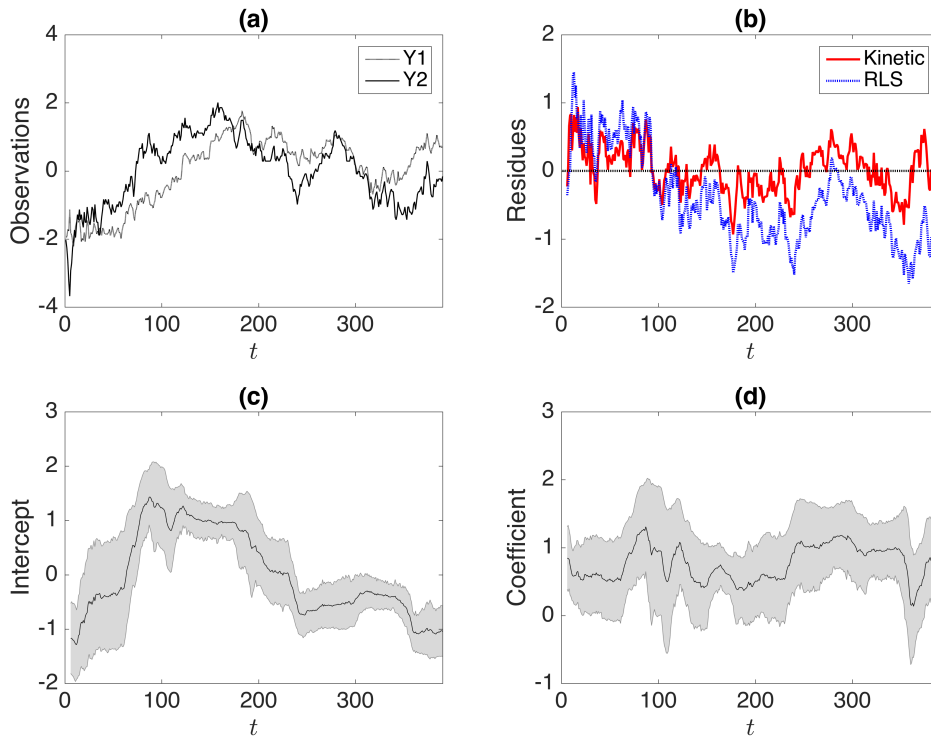 (a)
Observations
4
2
0
-2
-4
0
100
200
300
t
Y1
Y2
(b)
Residues
2
1
0
-1
-2
0
100
200
300
t
Kinetic
RLS
(c)
Intercept
3
2
1
0
-1
-2
0
100
200
300
t
(d)
Coefficient
3
2
1
0
-1
0
100
200
300
t